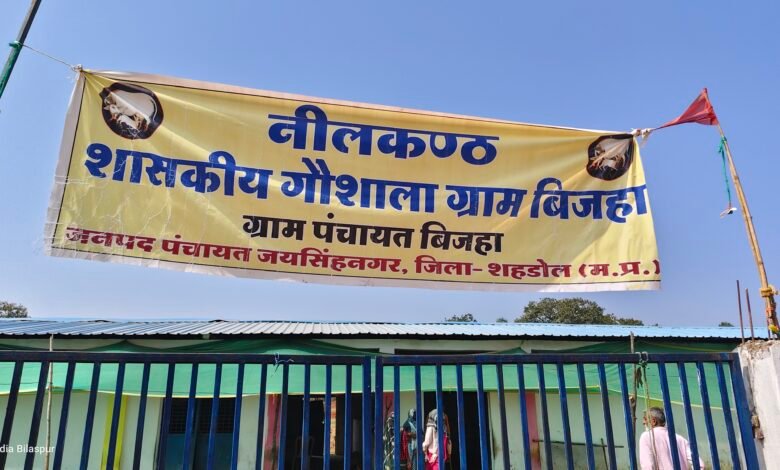 नीलकण्ठ
शासकीय गौशाला ग्राम बिजहा
ग्राम पंचायत बिजहा
जनपद पंचायत जयसिंहनगर, जिला- शहडोल (म.प्र.)
dia Bilaspur